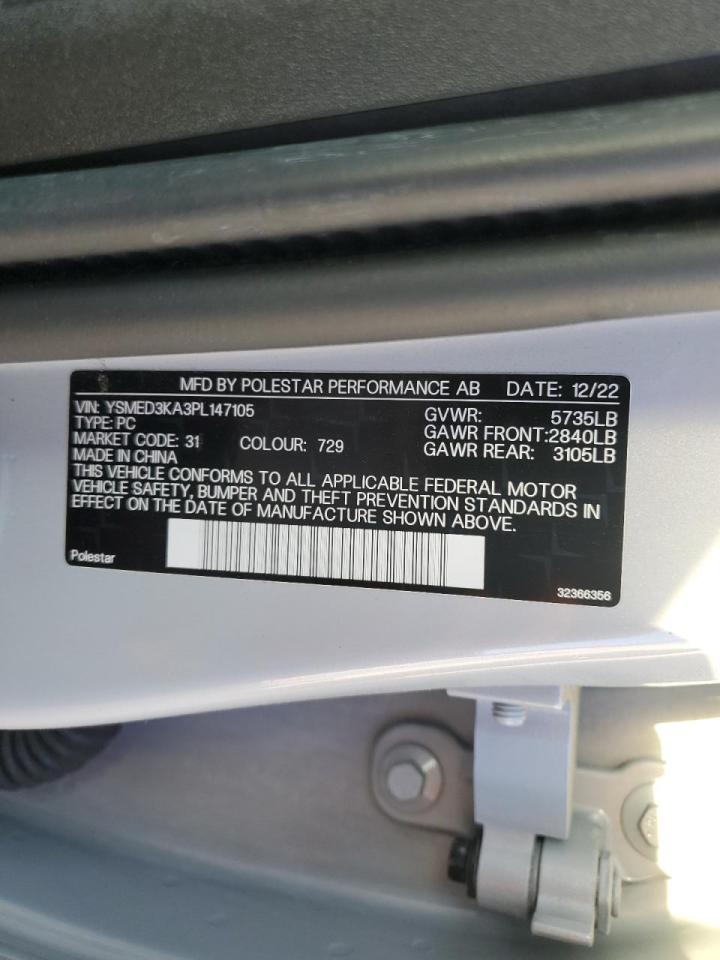 MFD BY POLESTAR PERFORMANCE AB DATE: 12/22
VIN: YSMED3KA3PL147105 GVWR: 5735LB
TYPE: PC GAWR FRONT:2840LB
MARKET CODE: 31 COLOUR: 729 GAWR REAR: 3105LB
MADE IN CHINA
THIS VEHICLE CONFORMS TO ALL APPLICABLE FEDERAL MOTOR
VEHICLE SAFETY, BUMPER AND THEFT PREVENTION STANDARDS IN
EFFECT ON THE DATE OF MANUFACTURE SHOWN ABOVE.
Polestar 32366356